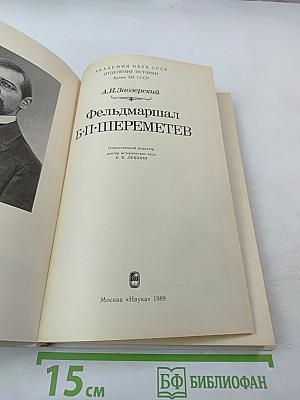 АКАДЕМИЯ НАУК СССР
ОТДЕЛЕНИЕ ИСТОРИИ
Архив АН СССР
А.И.Заозерский
Фельдмаршал
Б·П·ШЕРЕМЕТЕВ
Ответственный редактор
доктор исторических наук
Б. В. ЛЕВШИН
Москва «Наука» 1989
15 см
БФ БИБЛИОФАН